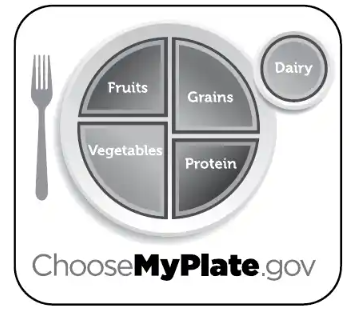 Fruits
Grains
Dairy
Vegetables
Protein
ChooseMyPlate.gov